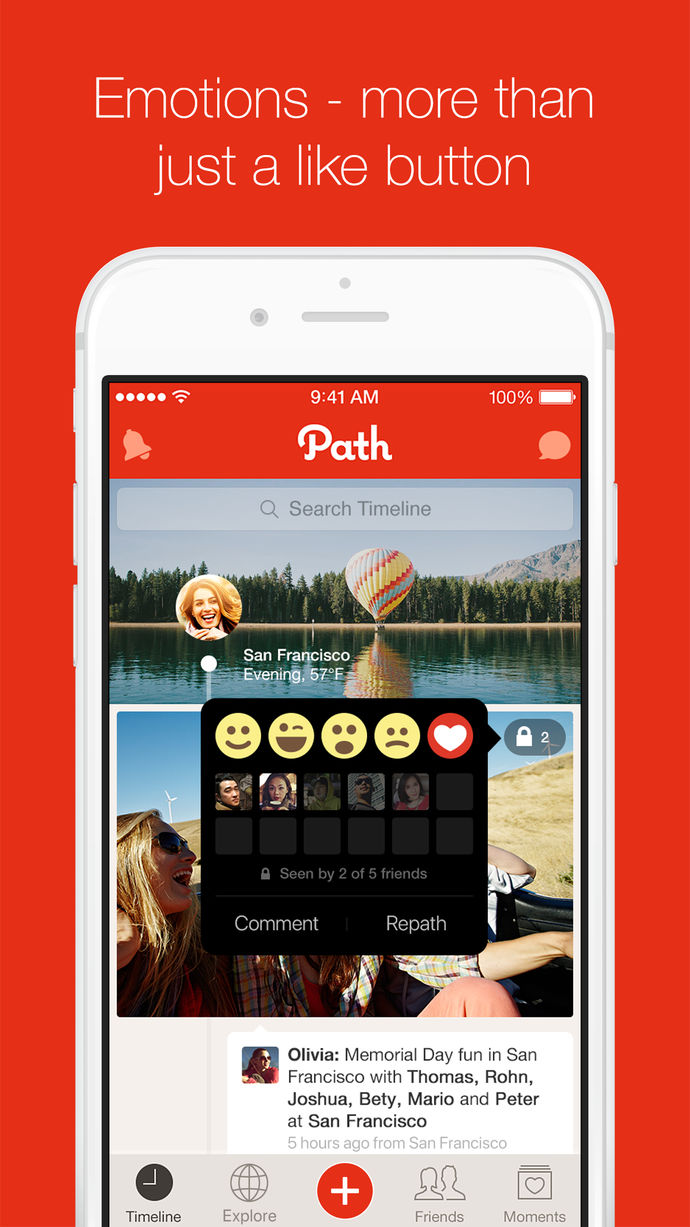 Emotions - more than
just a like button
9:41 AM
100%
Path
Search Timeline
San Francisco
Evening, 57°F
2
Seen by 2 of 5 friends
Comment
Repath
Olivia: Memorial Day fun in San
Francisco with Thomas, Rohn,
Joshua, Bety, Mario and Peter
at San Francisco
5 hours ago from San Francisco
Timeline
Explore
Friends
Moments